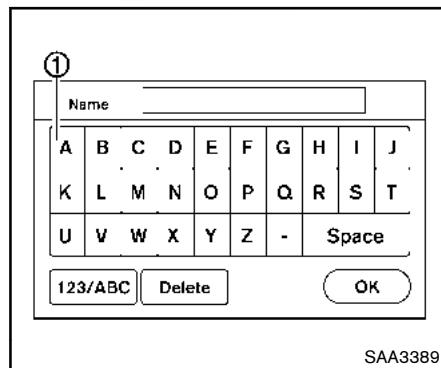 ①
Name
A B C D E F G H I J
K L M N O P Q R S T
U V W X Y Z - Space
123/ABC Delete OK
SAA3389